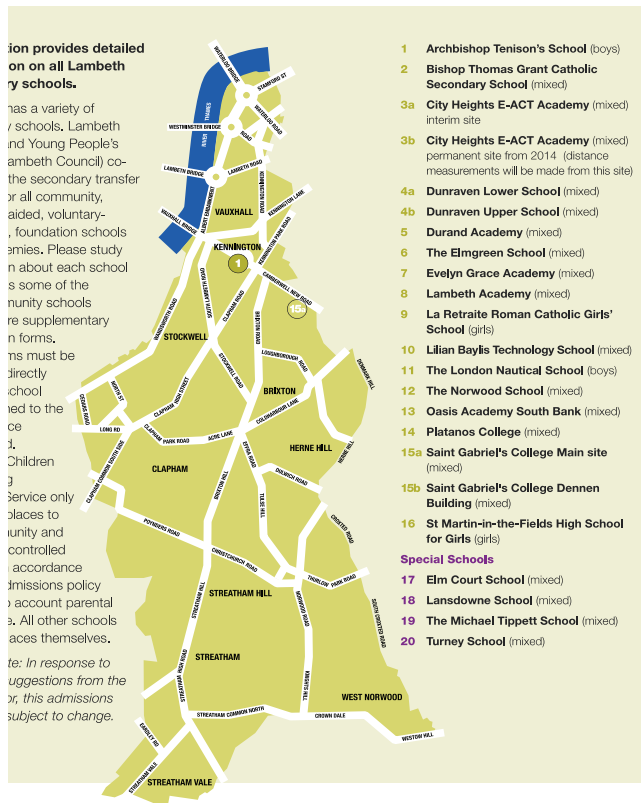 tion provides detailed
on on all Lambeth
y schools.
has a variety of
y schools. Lambeth
and Young People's
ambeth Council) co-
the secondary transfer
or all community,
aided, voluntary-
, foundation schools
emies. Please study
n about each school
s some of the
munity schools
re supplementary
n forms.
ms must be
directly
school
ned to the
ce
d.
Children
g
Service only
places to
unity and
controlled
accordance
dmissions policy
o account parental
e. All other schools
aces themselves.
te: In response to
uggestions from the
or, this admissions
subject to change.
WATERLOO BRIDGE
STAMFORD ST
RIVER THAMES
WATERLOO ROAD
WESTMINSTER BRIDGE
ROAD
LAMBETH BRIDGE
LAMBETH ROAD
KENNINGTON ROAD
ALBERT EMBANKMENT
KENNINGTON LANE
VAUXHALL
VAUXHALL BRIDGE
KENNINGTON
KENNINGTON PARK ROAD
1
CAMBERWELL NEW ROAD
15b
WANDSWORTH ROAD
SOUTH LAMBETH ROAD
CLAPHAM ROAD
BRIXTON ROAD
STOCKWELL
STOCKWELL ROAD
LOUGHBOROUGH ROAD
DENMARK HILL
NORTH ST
CEDARS ROAD
CLAPHAM HIGH STREET
BRIXTON
COLDHARBOUR LANE
LONG RD
CLAPHAM PARK ROAD
ACRE LANE
CLAPHAM COMMON SOUTH SIDE
EFFRA ROAD
HERNE HILL
HERNE HILL
CLAPHAM
BRIXTON HILL
DULWICH ROAD
TULSE HILL
POYNDERS ROAD
CROXTED ROAD
CHRISTCHURCH ROAD
THURLOW PARK ROAD
STREATHAM HILL
STREATHAM HILL
NORWOOD ROAD
SOUTH CROXTED ROAD
STREATHAM
STREATHAM HIGH ROAD
KNIGHTS HILL
WEST NORWOOD
STREATHAM COMMON NORTH
CROWN DALE
WESTOW HILL
EARDLEY RD
STREATHAM VALE
STREATHAM VALE
1 Archbishop Tenison's School (boys)
2 Bishop Thomas Grant Catholic
Secondary School (mixed)
3a City Heights E-ACT Academy (mixed)
interim site
3b City Heights E-ACT Academy (mixed)
permanent site from 2014 (distance
measurements will be made from this site)
4a Dunraven Lower School (mixed)
4b Dunraven Upper School (mixed)
5 Durand Academy (mixed)
6 The Elmgreen School (mixed)
7 Evelyn Grace Academy (mixed)
8 Lambeth Academy (mixed)
9 La Retraite Roman Catholic Girls'
School (girls)
10 Lilian Baylis Technology School (mixed)
11 The London Nautical School (boys)
12 The Norwood School (mixed)
13 Oasis Academy South Bank (mixed)
14 Platanos College (mixed)
15a Saint Gabriel's College Main site
(mixed)
15b Saint Gabriel's College Dennen
Building (mixed)
16 St Martin-in-the-Fields High School
for Girls (girls)
Special Schools
17 Elm Court School (mixed)
18 Lansdowne School (mixed)
19 The Michael Tippett School (mixed)
20 Turney School (mixed)